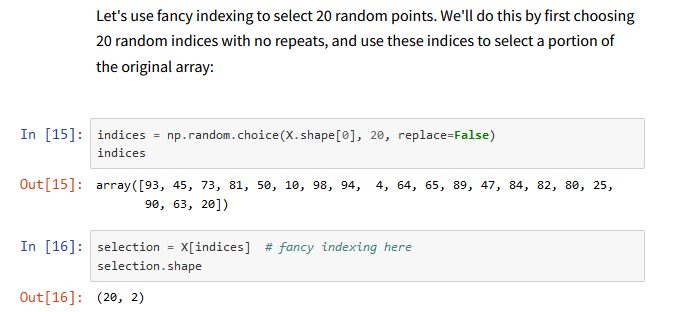 Let's use fancy indexing to select 20 random points. We'll do this by first choosing
20 random indices with no repeats, and use these indices to select a portion of
the original array:
In [15]: indices = np.random.choice(X.shape[0], 20, replace=False)
indices
Out[15]: array([93, 45, 73, 81, 50, 10, 98, 94,  4, 64, 65, 89, 47, 84, 82, 80, 25,
90, 63, 20])
In [16]: selection = X[indices]  # fancy indexing here
selection.shape
Out[16]: (20, 2)